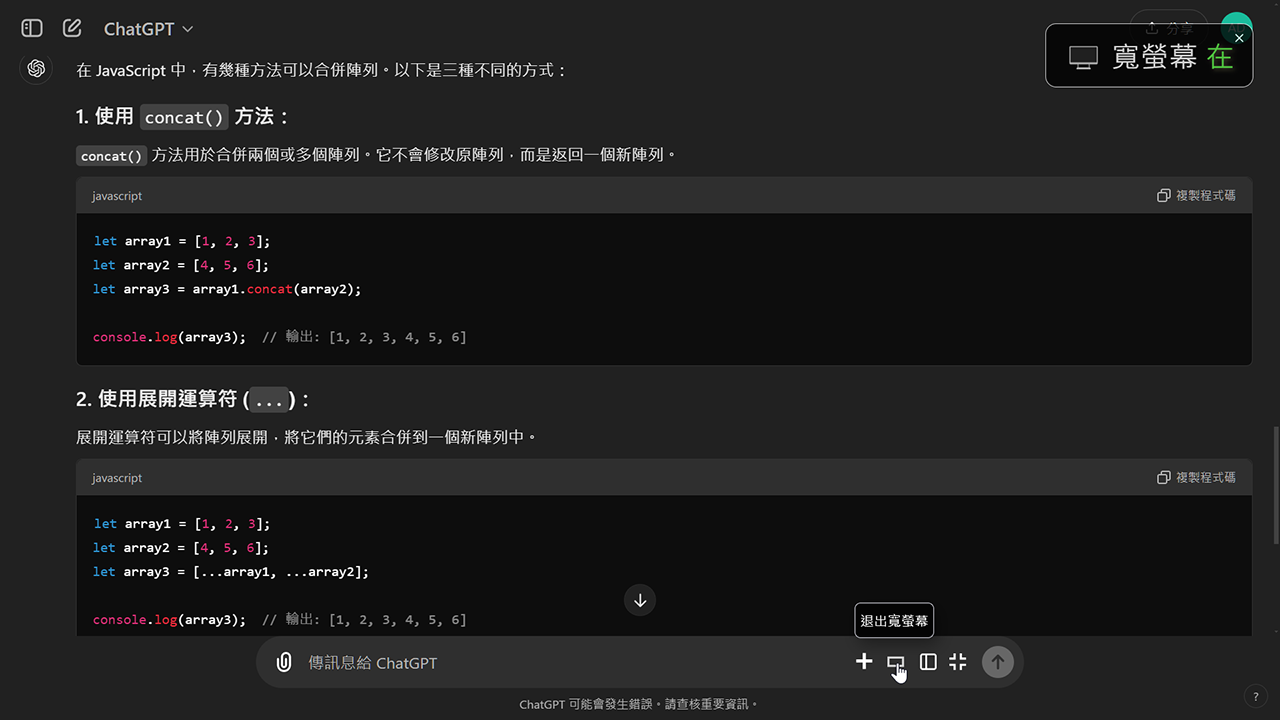 ChatGPT
分享
寬螢幕 在
在 JavaScript 中，有幾種方法可以合併陣列。以下是三種不同的方式：
1. 使用 concat() 方法：
concat() 方法用於合併兩個或多個陣列。它不會修改原陣列，而是返回一個新陣列。
javascript
複製程式碼
let array1 = [1, 2, 3];
let array2 = [4, 5, 6];
let array3 = array1.concat(array2);
console.log(array3);  // 輸出: [1, 2, 3, 4, 5, 6]
2. 使用展開運算符 (...)：
展開運算符可以將陣列展開，將它們的元素合併到一個新陣列中。
javascript
複製程式碼
let array1 = [1, 2, 3];
let array2 = [4, 5, 6];
let array3 = [...array1, ...array2];
console.log(array3);  // 輸出: [1, 2, 3, 4, 5, 6]
退出寬螢幕
傳訊息給 ChatGPT
ChatGPT 可能會發生錯誤。請查核重要資訊。
?